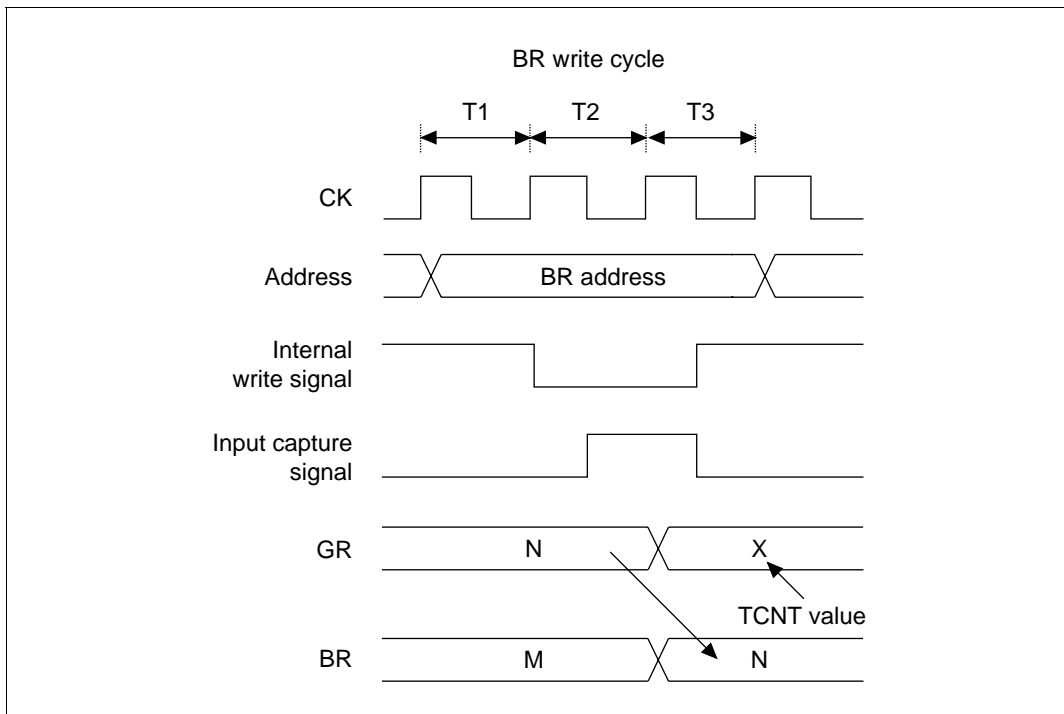 BR write cycle
T1 T2 T3
CK
Address BR address
Internal
write signal
Input capture
signal
GR N X
TCNT value
BR M N